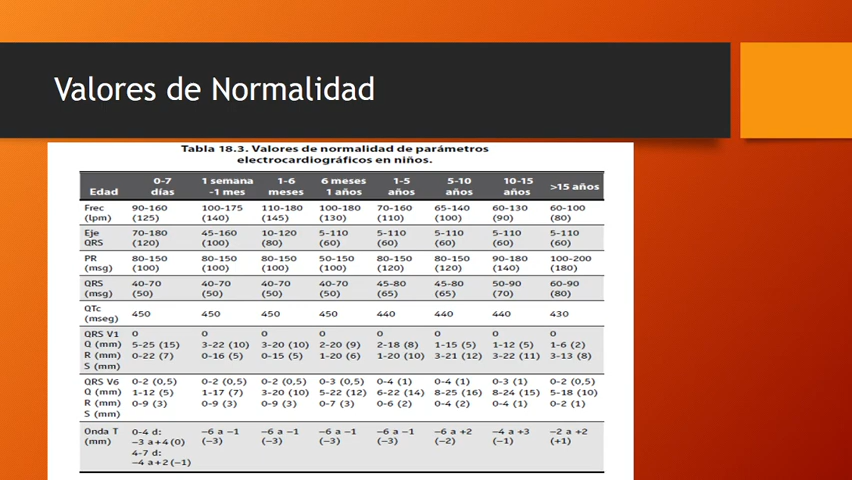 Valores de Normalidad
Tabla 18.3. Valores de normalidad de parámetros
electrocardiográficos en niños.
Edad 0-7 días 1 semana -1 mes 1-6 meses 6 meses 1 años 1-5 años 5-10 años 10-15 años >15 años
Frec (lpm) 90-160 (125) 100-175 (140) 110-180 (145) 100-180 (130) 70-160 (110) 65-140 (100) 60-130 (90) 60-100 (80)
Eje QRS 70-180 (120) 45-160 (100) 10-120 (80) 5-110 (60) 5-110 (60) 5-110 (60) 5-110 (60) 5-110 (60)
PR (msg) 80-150 (100) 80-150 (100) 80-150 (100) 50-150 (100) 80-150 (120) 80-150 (120) 90-180 (140) 100-200 (180)
QRS (msg) 40-70 (50) 40-70 (50) 40-70 (50) 40-70 (50) 45-80 (65) 45-80 (65) 50-90 (70) 60-90 (80)
QTc (mseg) 450 450 450 450 440 440 440 430
QRS V1 0 0 0 0 0 0 0 0
Q (mm) 5-25 (15) 3-22 (10) 3-20 (10) 2-20 (9) 2-18 (8) 1-15 (5) 1-12 (5) 1-6 (2)
R (mm) 0-22 (7) 0-16 (5) 0-15 (5) 1-20 (6) 1-20 (10) 3-21 (12) 3-22 (11) 3-13 (8)
S (mm)
QRS V6 0-2 (0,5) 0-2 (0,5) 0-2 (0,5) 0-3 (0,5) 0-4 (1) 0-4 (1) 0-3 (1) 0-2 (0,5)
Q (mm) 1-12 (5) 1-17 (7) 3-20 (10) 5-22 (12) 6-22 (14) 8-25 (16) 8-24 (15) 5-18 (10)
R (mm) 0-9 (3) 0-9 (3) 0-9 (3) 0-7 (3) 0-6 (2) 0-4 (2) 0-4 (1) 0-2 (1)
S (mm)
Onda T 0-4 d: −6 a −1 −6 a −1 −6 a −1 −6 a −1 −6 a +2 −4 a +3 −2 a +2
(mm) −3 a+4 (0) (−3) (−3) (−3) (−3) (−2) (−1) (+1)
4-7 d:
−4 a+2 (−1)